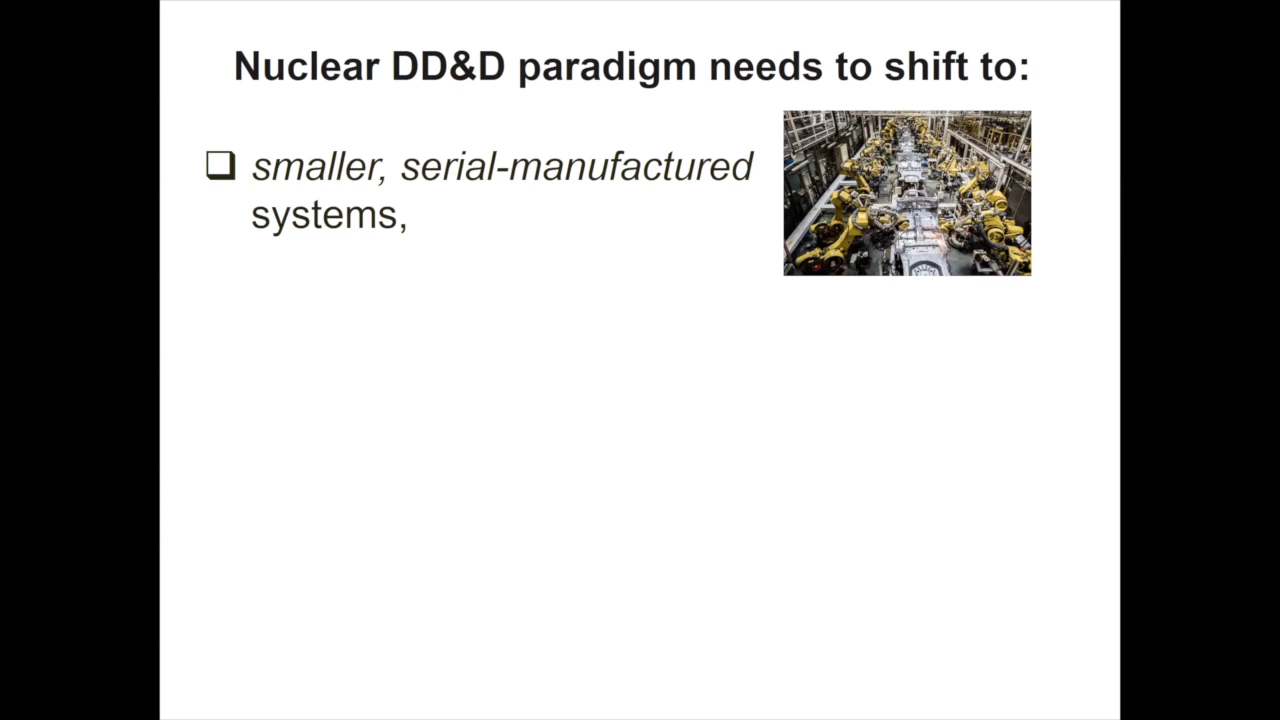 Nuclear DD&D paradigm needs to shift to:
❑ smaller, serial-manufactured
systems,